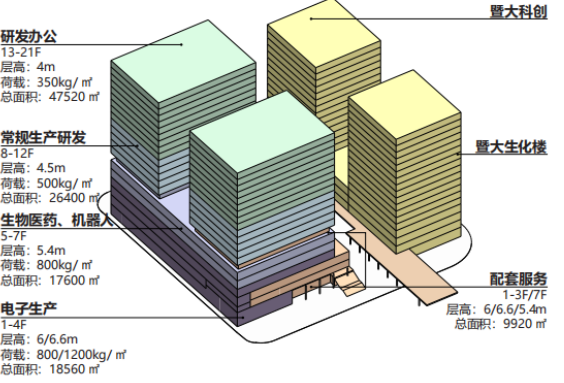 研发办公
13-21F
层高：4m
荷载：350kg/㎡
总面积：47520㎡
常规生产研发
8-12F
层高：4.5m
荷载：500kg/㎡
总面积：26400㎡
生物医药、机器人
5-7F
层高：5.4m
荷载：800kg/㎡
总面积：17600㎡
电子生产
1-4F
层高：6/6.6m
荷载：800/1200kg/㎡
总面积：18560㎡
暨大科创
暨大生化楼
配套服务
1-3F/7F
层高：6/6.6/5.4m
总面积：9920㎡